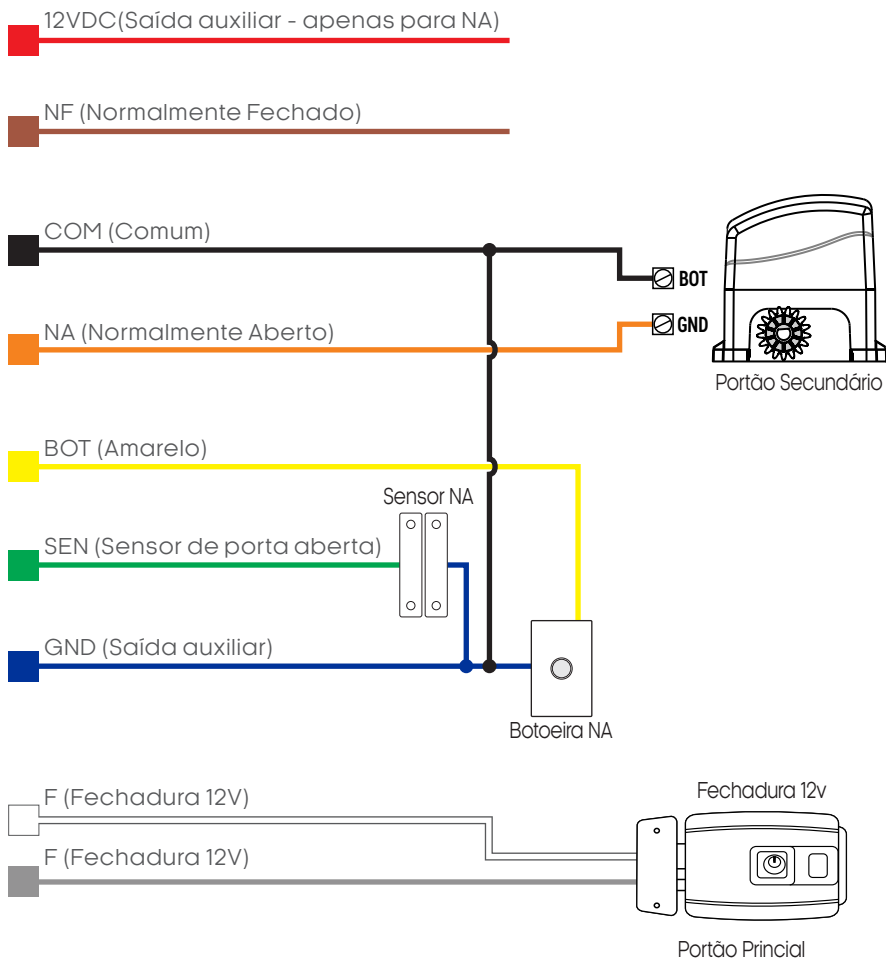 12VDC(Saída auxiliar - apenas para NA)
NF (Normalmente Fechado)
COM (Comum)
BOT
NA (Normalmente Aberto)
GND
Portão Secundário
BOT (Amarelo)
Sensor NA
SEN (Sensor de porta aberta)
GND (Saída auxiliar)
Botoeira NA
F (Fechadura 12V)
Fechadura 12v
F (Fechadura 12V)
Portão Princial